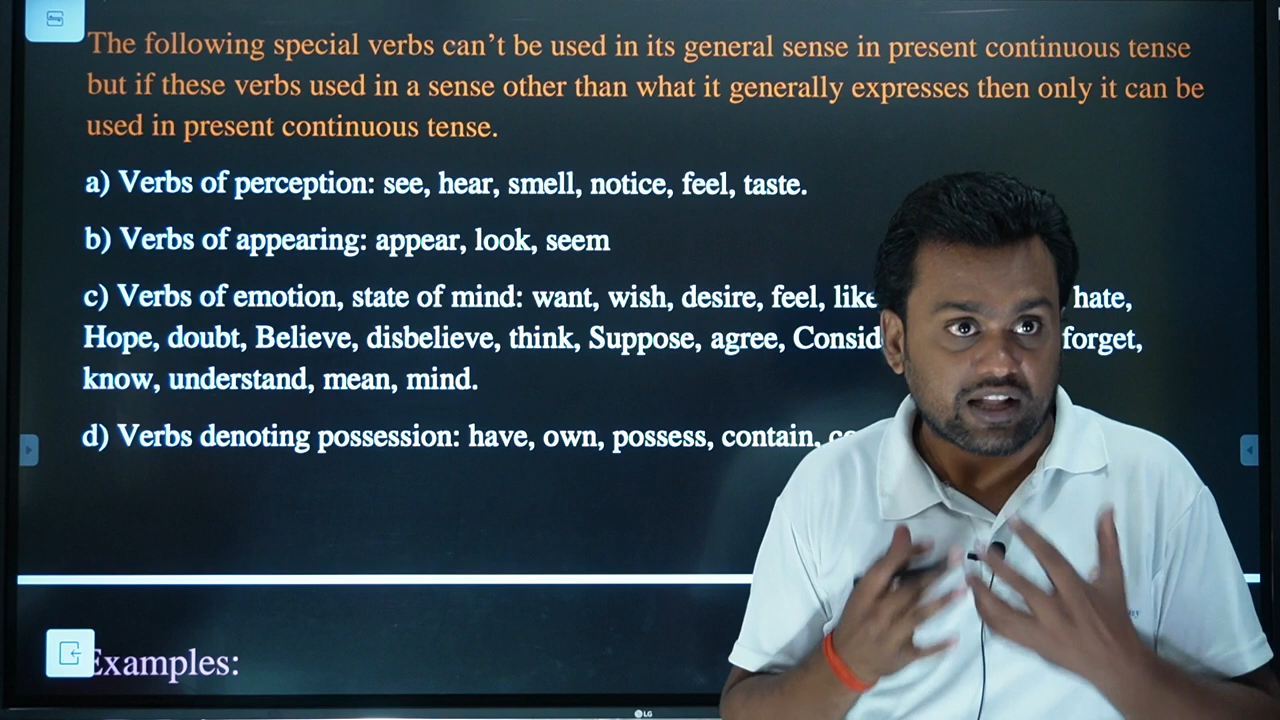 The following special verbs can’t be used in its general sense in present continuous tense
but if these verbs used in a sense other than what it generally expresses then only it can be
used in present continuous tense.
a) Verbs of perception: see, hear, smell, notice, feel, taste.
b) Verbs of appearing: appear, look, seem
c) Verbs of emotion, state of mind: want, wish, desire, feel, like hate,
Hope, doubt, Believe, disbelieve, think, Suppose, agree, forget,
know, understand, mean, mind.
d) Verbs denoting possession: have, own, possess, contain,
Examples:
LG